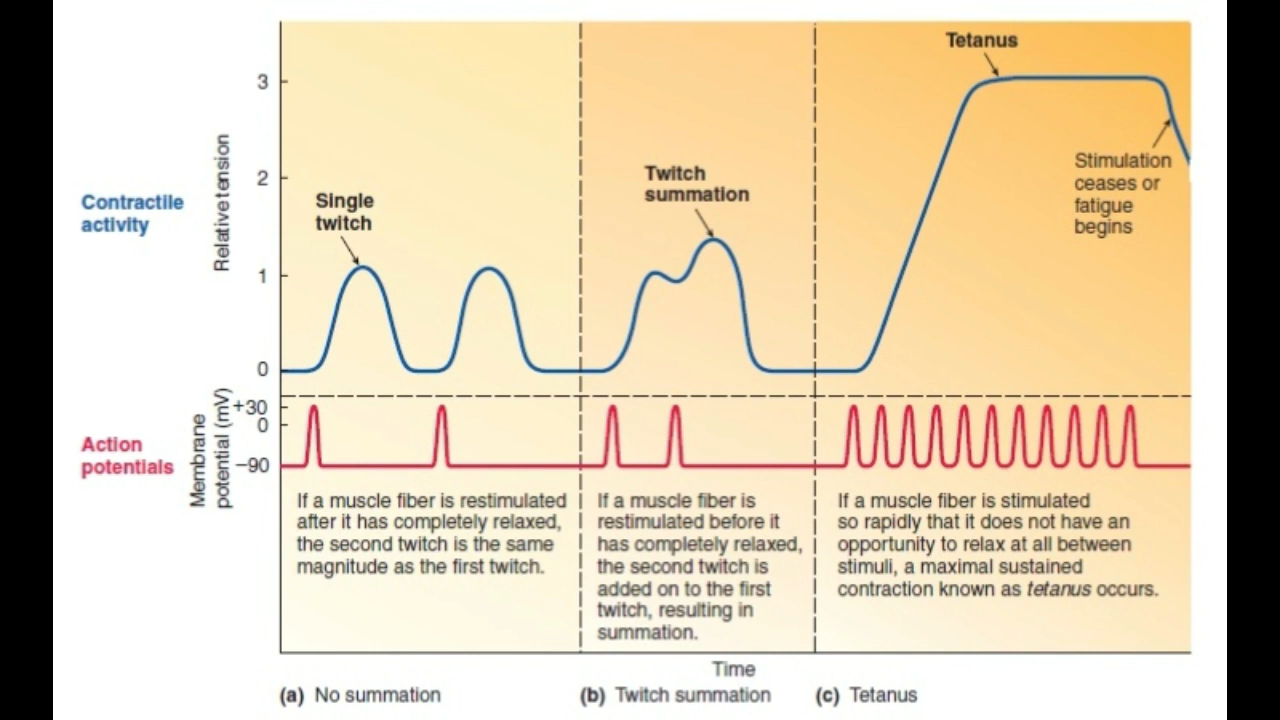 Tetanus
3
Stimulation
ceases or
fatigue
begins
Twitch
summation
2
Contractile
activity
Relative tension
Single
twitch
1
0
Action
potentials
Membrane
potential (mV)
+30
0
−90
If a muscle fiber is restimulated
after it has completely relaxed,
the second twitch is the same
magnitude as the first twitch.
If a muscle fiber is
restimulated before it
has completely relaxed,
the second twitch is
added on to the first
twitch, resulting in
summation.
If a muscle fiber is stimulated
so rapidly that it does not have an
opportunity to relax at all between
stimuli, a maximal sustained
contraction known as tetanus occurs.
Time
(a) No summation
(b) Twitch summation
(c) Tetanus